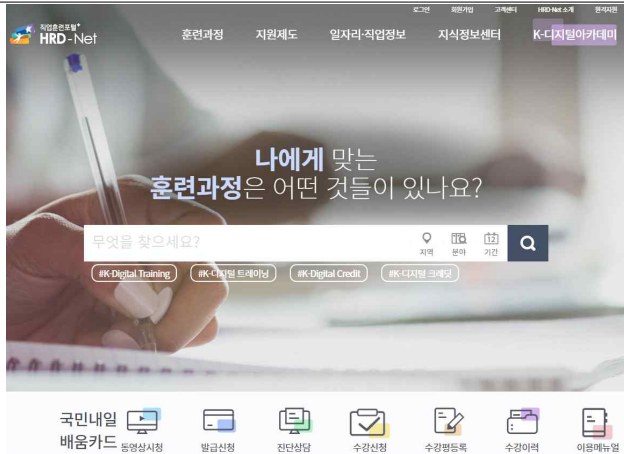 로그인 회원가입 고객센터 HRD-Net 소개 원격지원
직업훈련포털+
HRD-Net
훈련과정 지원제도 일자리·직업정보 지식정보센터 K-디지털아카데미
나에게 맞는
훈련과정은 어떤 것들이 있나요?
무엇을 찾으세요?
지역 분야 기간
12
#K-Digital Training #K-디지털 트레이닝 #K-Digital Credit #K-디지털 크레딧
국민내일
배움카드
동영상시청 발급신청 진단상담 수강신청 수강평등록 수강이력 이용메뉴얼